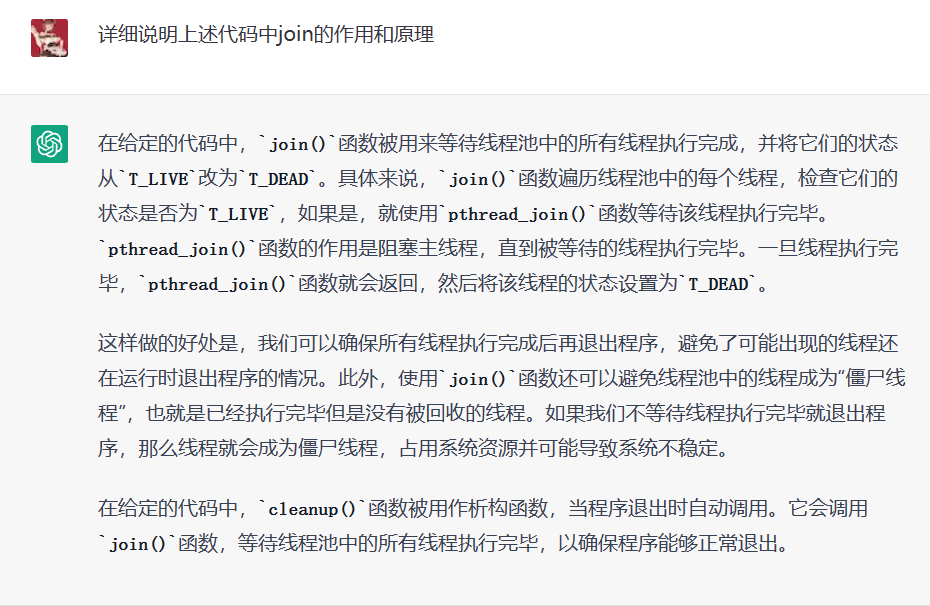 详细说明上述代码中join的作用和原理
在给定的代码中，`join()`函数被用来等待线程池中的所有线程执行完成，并将它们的状态
从`T_LIVE`改为`T_DEAD`。具体来说，`join()`函数遍历线程池中的每个线程，检查它们的
状态是否为`T_LIVE`，如果是，就使用`pthread_join()`函数等待该线程执行完毕。
`pthread_join()`函数的作用是阻塞主线程，直到被等待的线程执行完毕。一旦线程执行完
毕，`pthread_join()`函数就会返回，然后将该线程的状态设置为`T_DEAD`。
这样做的好处是，我们可以确保所有线程执行完成后再退出程序，避免了可能出现的线程还
在运行时退出程序的情况。此外，使用`join()`函数还可以避免线程池中的线程成为“僵尸线
程”，也就是已经执行完毕但是没有被回收的线程。如果我们不等待线程执行完毕就退出程
序，那么线程就会成为僵尸线程，占用系统资源并可能导致系统不稳定。
在给定的代码中，`cleanup()`函数被用作析构函数，当程序退出时自动调用。它会调用
`join()`函数，等待线程池中的所有线程执行完毕，以确保程序能够正常退出。